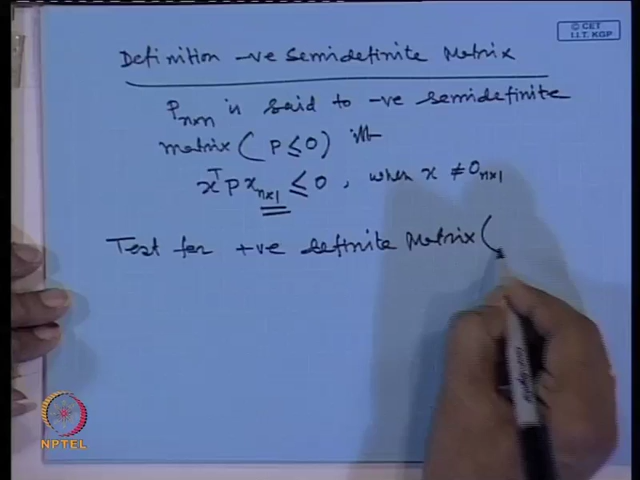 © CET
I.I.T. KGP
Definition -ve Semidefinite Matrix
Pnxn is said to -ve semidefinite
matrix ( P ≤ 0 ) iff
xᵀ P xₙₓ₁ ≤ 0 , when x ≠ 0ₙₓ₁
Test for +ve definite Matrix (
NPTEL